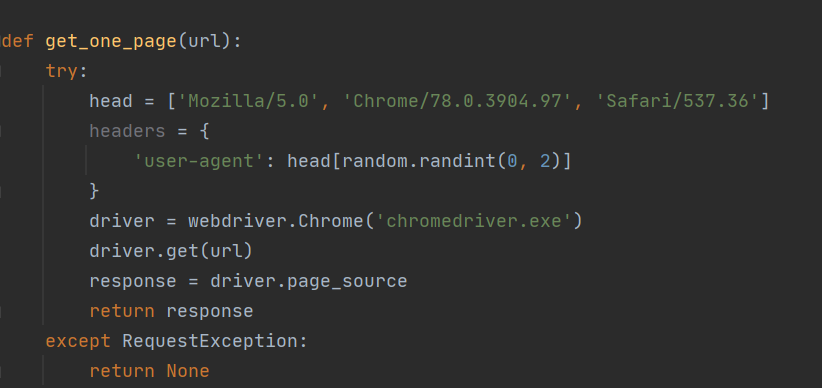 def get_one_page(url):
    try:
        head = ['Mozilla/5.0', 'Chrome/78.0.3904.97', 'Safari/537.36']
        headers = {
            'user-agent': head[random.randint(0, 2)]
        }
        driver = webdriver.Chrome('chromedriver.exe')
        driver.get(url)
        response = driver.page_source
        return response
    except RequestException:
        return None